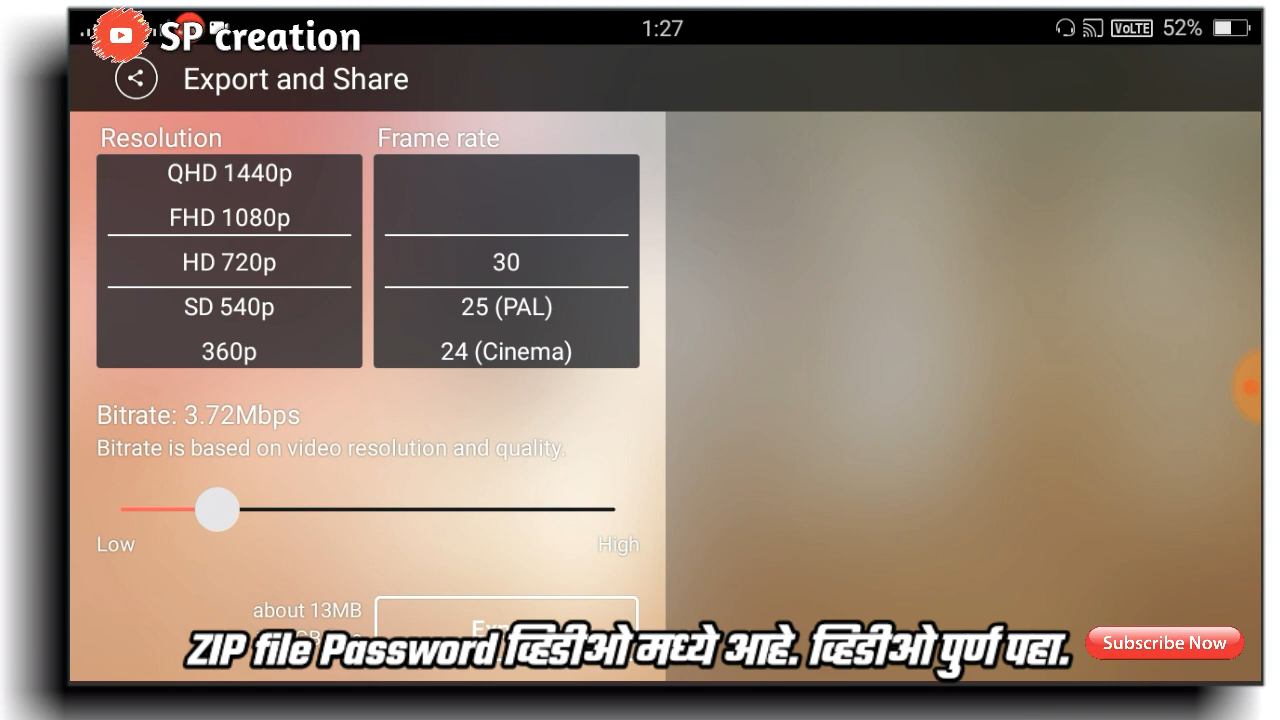 SP creation
1:27
VoLTE 52%
Export and Share
Resolution
Frame rate
QHD 1440p
FHD 1080p
HD 720p
SD 540p
360p
30
25 (PAL)
24 (Cinema)
Bitrate: 3.72Mbps
Bitrate is based on video resolution and quality.
Low
High
about 13MB
ZIP file Password व्हिडीओ मध्ये आहे. व्हिडीओ पुर्ण पहा.
Subscribe Now